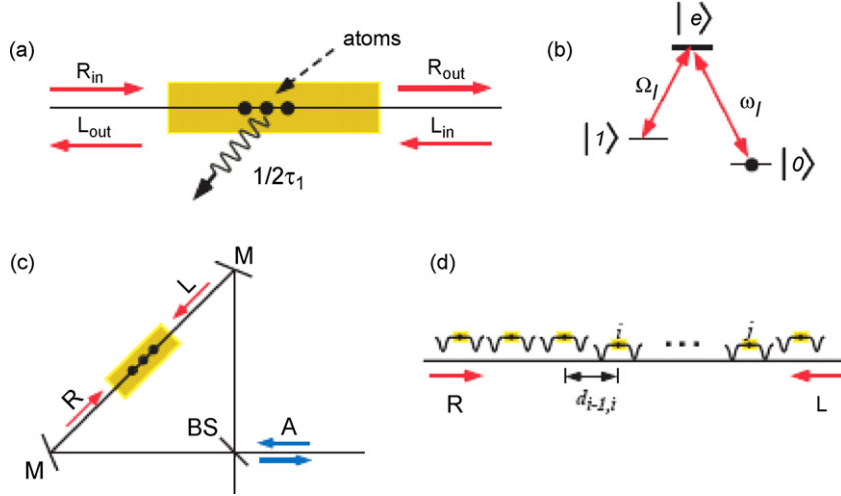 (a)
atoms
R_in
R_out
L_out
L_in
1/2τ_1
(b)
|e⟩
Ω_l
ω_l
|1⟩
|0⟩
(c)
M
L
R
BS
A
M
(d)
i
...
j
d_{i-1,i}
R
L